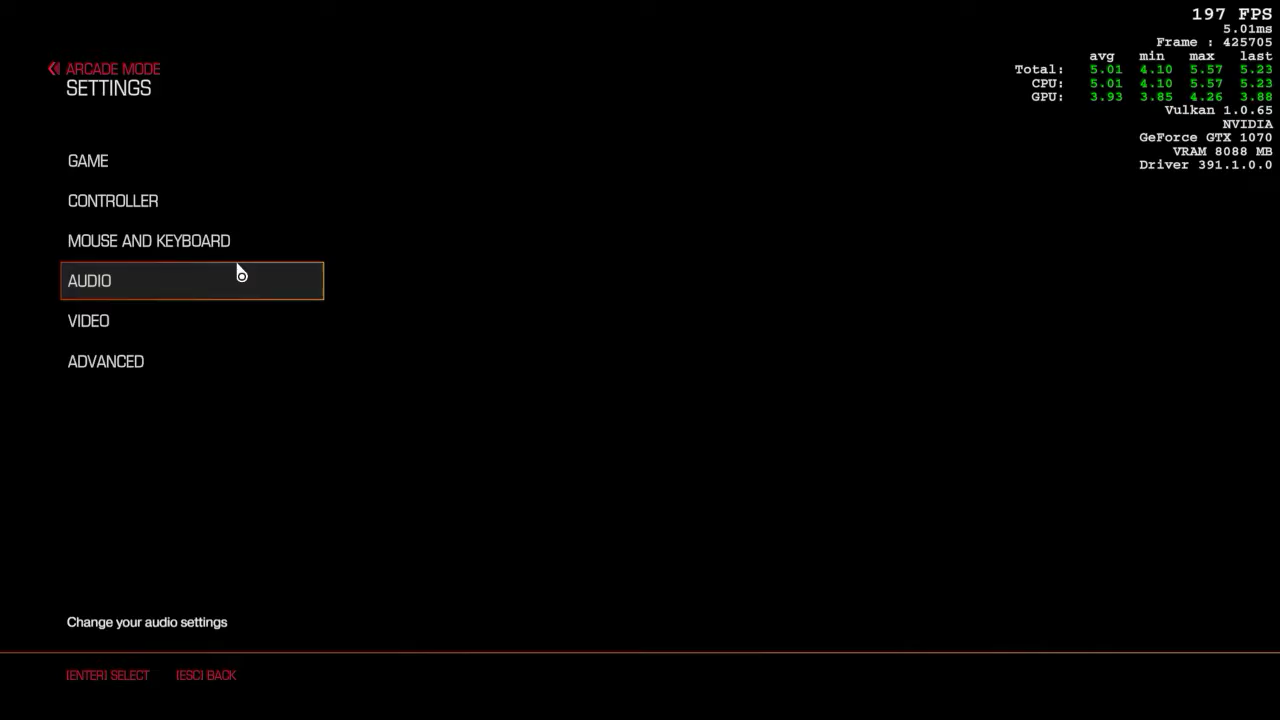 197 FPS
5.01ms
Frame : 425705
avg min max last
Total: 5.01 4.10 5.57 5.23
CPU: 5.01 4.10 5.57 5.23
GPU: 3.93 3.85 4.26 3.88
Vulkan 1.0.65
NVIDIA
GeForce GTX 1070
VRAM 8088 MB
Driver 391.1.0.0
ARCADE MODE
SETTINGS
GAME
CONTROLLER
MOUSE AND KEYBOARD
AUDIO
VIDEO
ADVANCED
Change your audio settings
[ENTER] SELECT [ESC] BACK